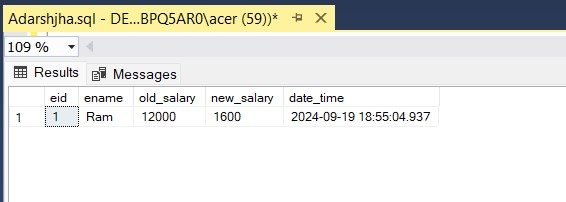 Adarshjha.sql - DE...BPQ5AR0\acer (59))*
109 %
Results Messages
eid ename old_salary new_salary date_time
1 1 Ram 12000 1600 2024-09-19 18:55:04.937